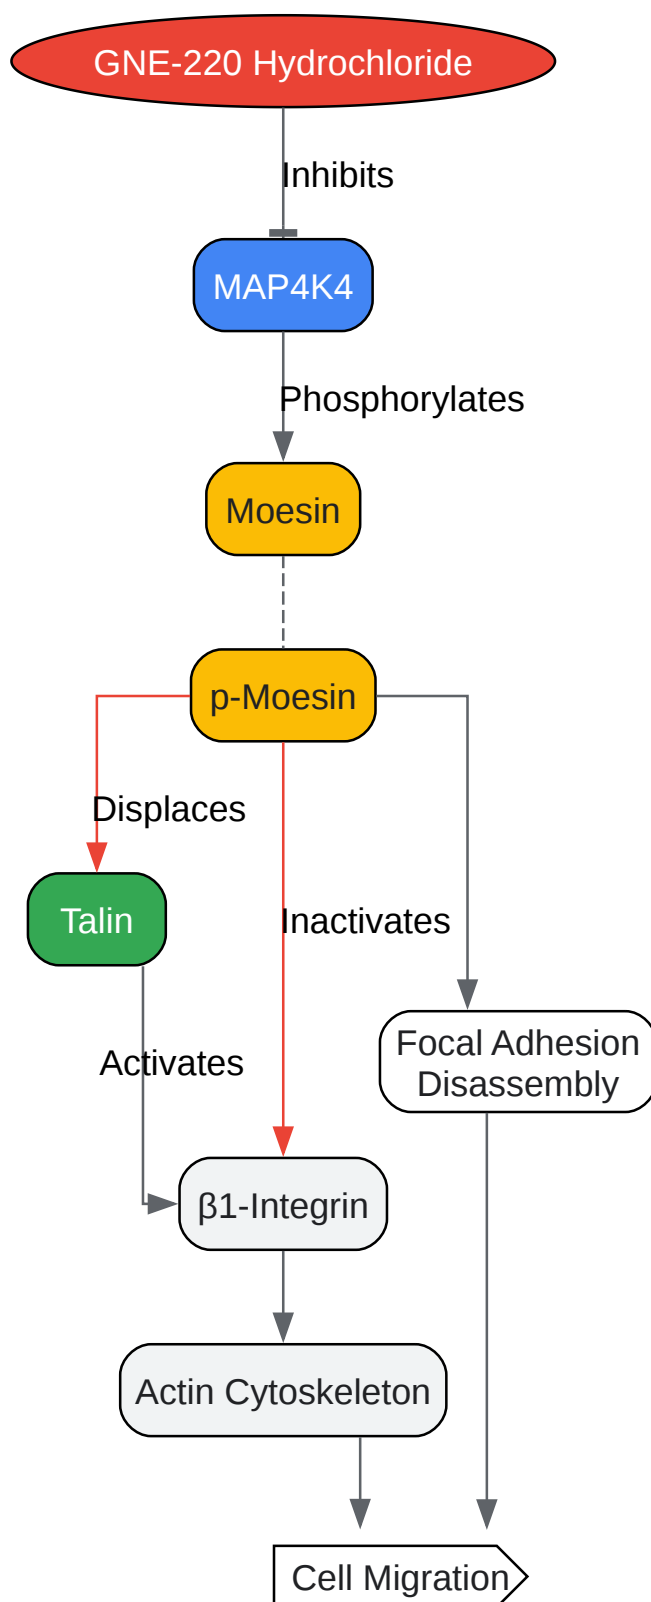 GNE-220 Hydrochloride
Inhibits
MAP4K4
Phosphorylates
Moesin
p-Moesin
Displaces
Talin
Inactivates
Activates
Focal Adhesion
Disassembly
β1-Integrin
Actin Cytoskeleton
Cell Migration